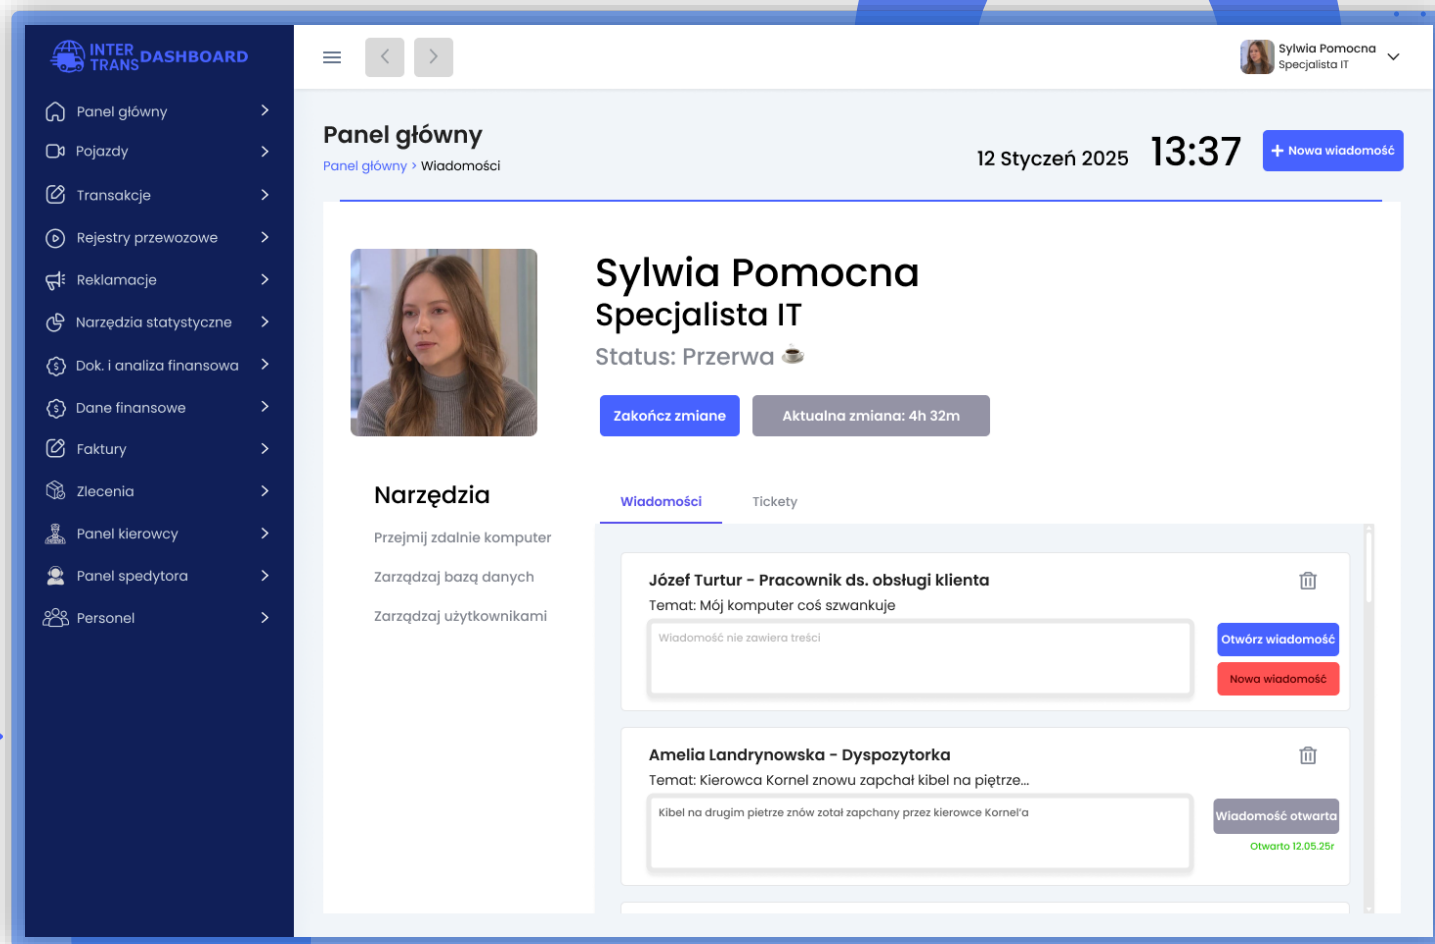 INTER
TRANS DASHBOARD
Sylwia Pomocna
Specjalista IT
Panel główny
Pojazdy
Transakcje
Rejestry przewozowe
Reklamacje
Narzędzia statystyczne
Dok. i analiza finansowa
Dane finansowe
Faktury
Zlecenia
Panel kierowcy
Panel spedytora
Personel
Panel główny
Panel główny > Wiadomości
12 Styczeń 2025 13:37
+ Nowa wiadomość
Sylwia Pomocna
Specjalista IT
Status: Przerwa ☕
Zakończ zmiane
Aktualna zmiana: 4h 32m
Narzędzia
Przejmij zdalnie komputer
Zarządzaj bazą danych
Zarządzaj użytkownikami
Wiadomości Tickety
Józef Turtur - Pracownik ds. obsługi klienta
Temat: Mój komputer coś szwankuje
Wiadomość nie zawiera treści
Otwórz wiadomość
Nowa wiadomość
Amelia Landrynowska - Dyspozytorka
Temat: Kierowca Kornel znowu zapchał kibel na piętrze...
Kibel na drugim pietrze znów zotał zapchany przez kierowce Kornel'a
Wiadomość otwarta
Otwarto 12.05.25r